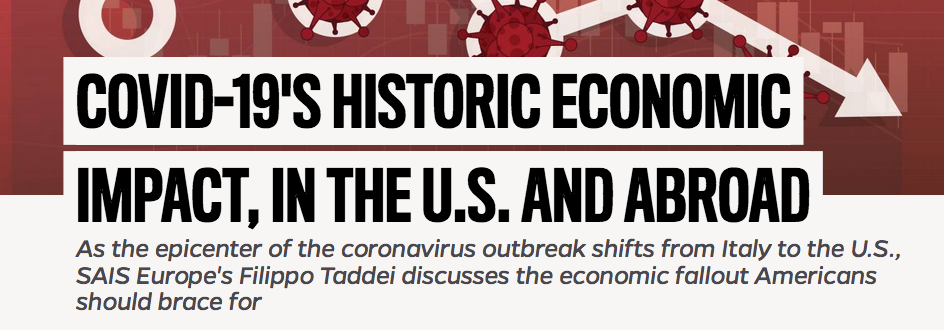 COVID-19'S HISTORIC ECONOMIC
IMPACT, IN THE U.S. AND ABROAD
As the epicenter of the coronavirus outbreak shifts from Italy to the U.S.,
SAIS Europe's Filippo Taddei discusses the economic fallout Americans
should brace for